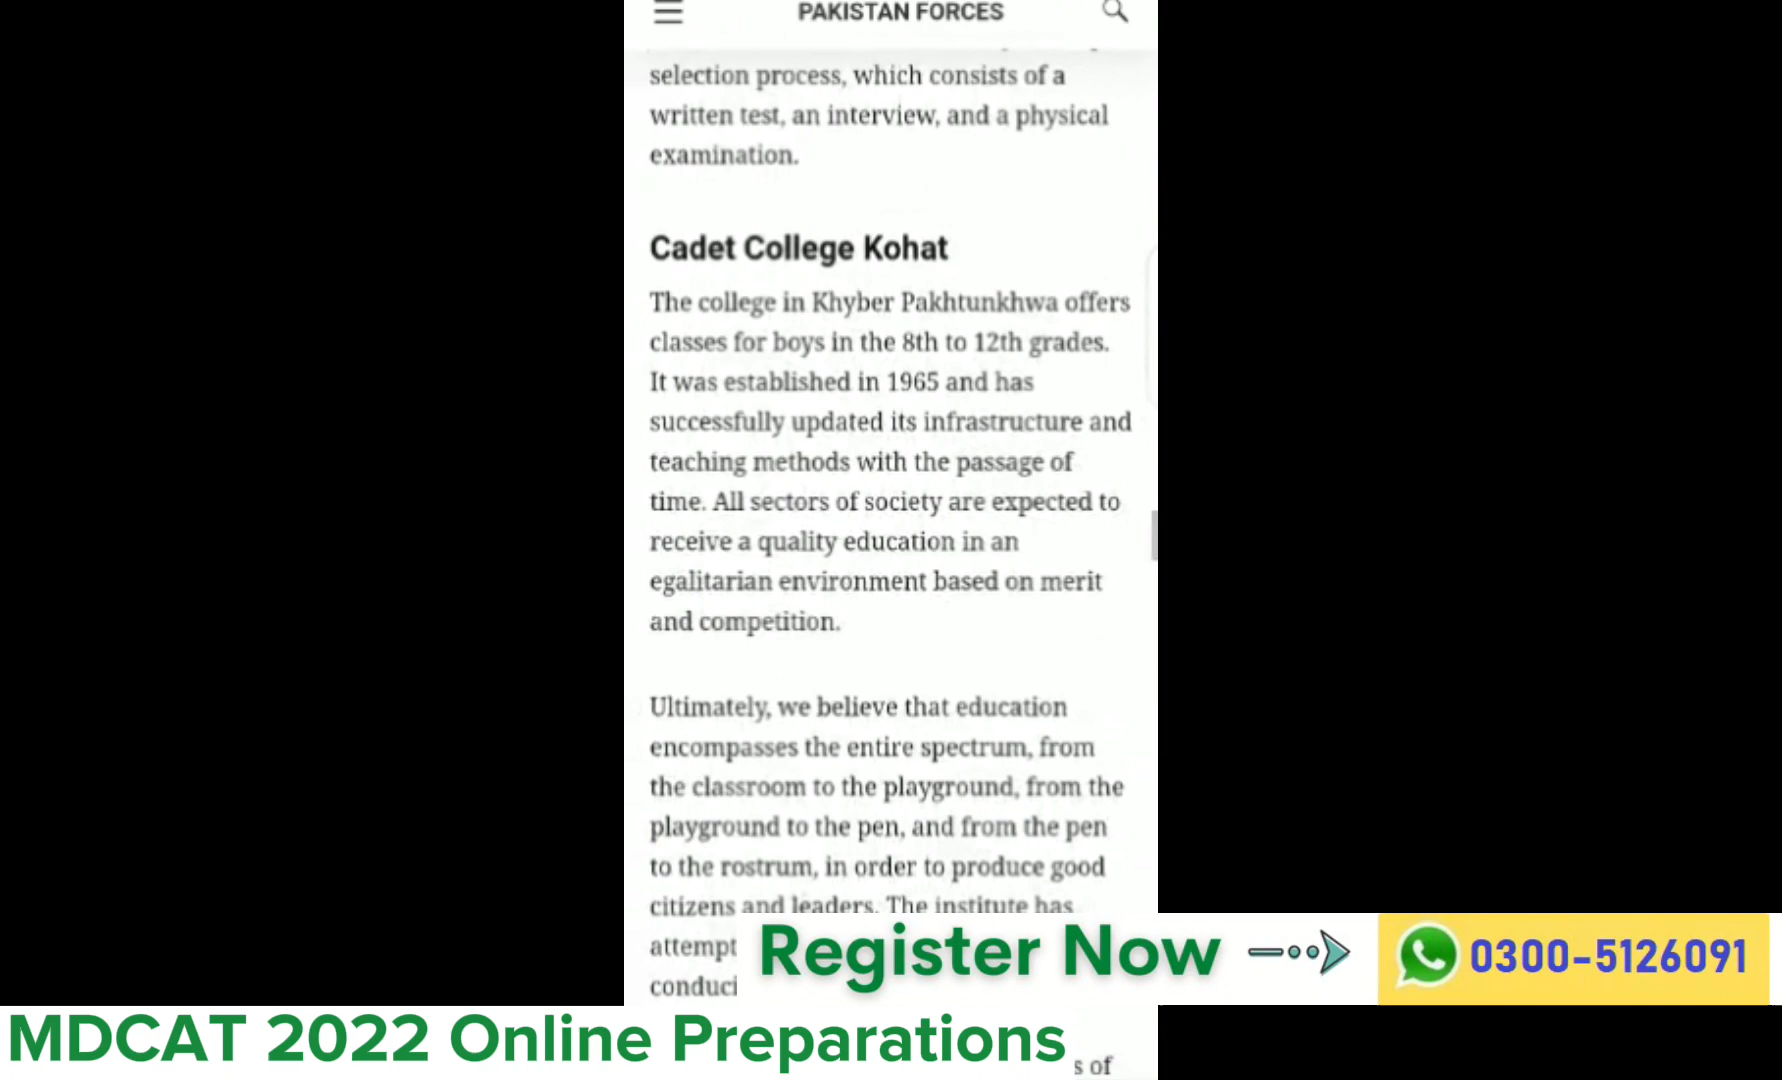 PAKISTAN FORCES
selection process, which consists of a
written test, an interview, and a physical
examination.
Cadet College Kohat
The college in Khyber Pakhtunkhwa offers
classes for boys in the 8th to 12th grades.
It was established in 1965 and has
successfully updated its infrastructure and
teaching methods with the passage of
time. All sectors of society are expected to
receive a quality education in an
egalitarian environment based on merit
and competition.
Ultimately, we believe that education
encompasses the entire spectrum, from
the classroom to the playground, from the
playground to the pen, and from the pen
to the rostrum, in order to produce good
citizens and leaders. The institute has
attempt
conduci
Register Now
0300-5126091
MDCAT 2022 Online Preparations
s of